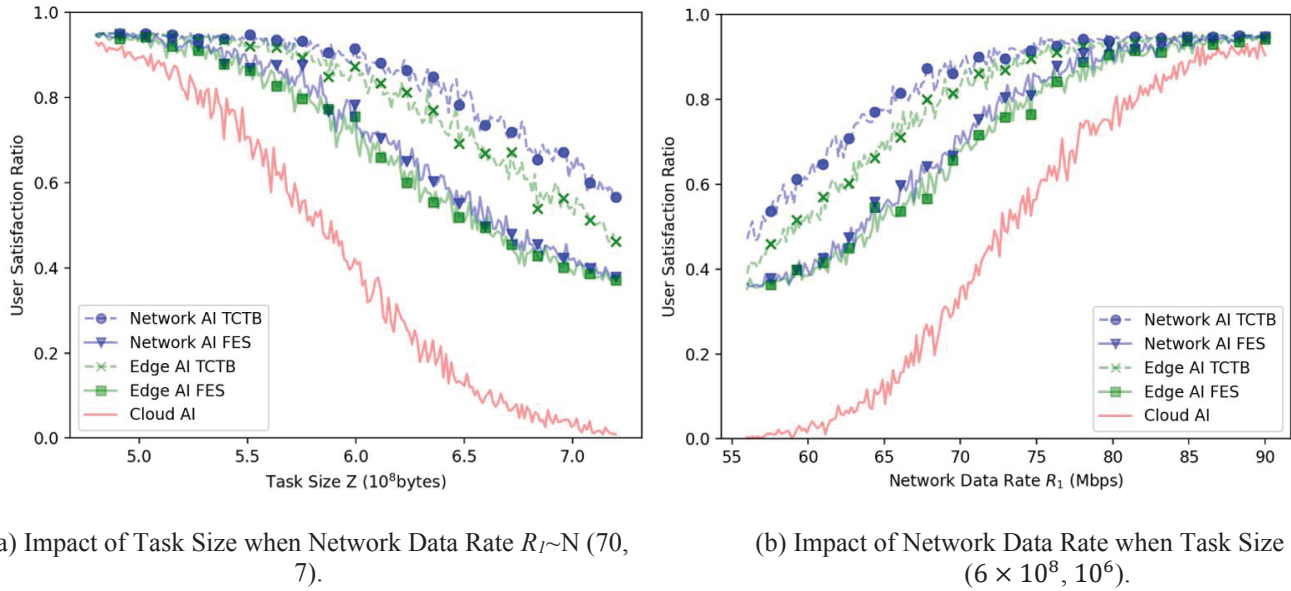 1.0
0.8
0.6
0.4
0.2
0.0
User Satisfaction Ratio
Network AI TCTB
Network AI FES
Edge AI TCTB
Edge AI FES
Cloud AI
5.0 5.5 6.0 6.5 7.0
Task Size Z (10⁸bytes)
1.0
0.8
0.6
0.4
0.2
0.0
User Satisfaction Ratio
Network AI TCTB
Network AI FES
Edge AI TCTB
Edge AI FES
Cloud AI
55 60 65 70 75 80 85 90
Network Data Rate R₁ (Mbps)
a) Impact of Task Size when Network Data Rate R₁~N (70,
7).
(b) Impact of Network Data Rate when Task Size
(6 × 10⁸, 10⁶).